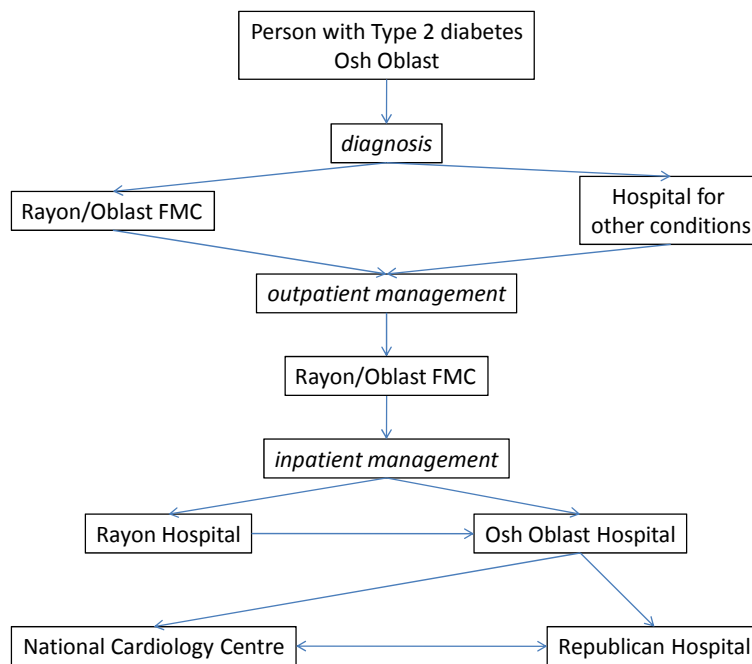 Person with Type 2 diabetes
Osh Oblast
diagnosis
Rayon/Oblast FMC
Hospital for
other conditions
outpatient management
Rayon/Oblast FMC
inpatient management
Rayon Hospital
Osh Oblast Hospital
National Cardiology Centre
Republican Hospital